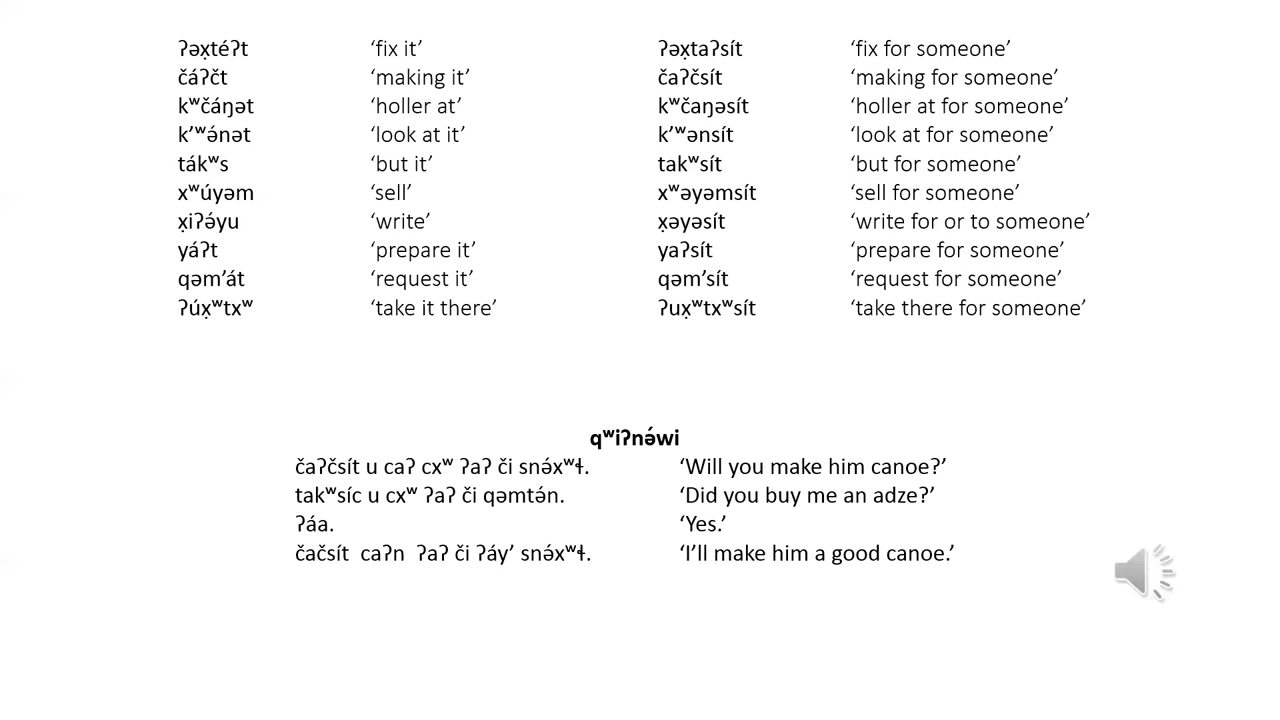 ʔəx̣téʔt ‘fix it’ ʔəx̣taʔsít ‘fix for someone’
čáʔčt ‘making it’ čaʔčsít ‘making for someone’
kʷčáŋət ‘holler at’ kʷčaŋəsít ‘holler at for someone’
k’ʷə́nət ‘look at it’ k’ʷənsít ‘look at for someone’
tákʷs ‘but it’ takʷsít ‘but for someone’
xʷúyəm ‘sell’ xʷəyəmsít ‘sell for someone’
x̣iʔə́yu ‘write’ x̣əyəsít ‘write for or to someone’
yáʔt ‘prepare it’ yaʔsít ‘prepare for someone’
qəm’át ‘request it’ qəm’sít ‘request for someone’
ʔúx̣ʷtxʷ ‘take it there’ ʔux̣ʷtxʷsít ‘take there for someone’
qʷiʔnə́wi
čaʔčsít u caʔ cxʷ ʔaʔ či snə́xʷɬ. ‘Will you make him canoe?’
takʷsíc u cxʷ ʔaʔ či qəmtə́n. ‘Did you buy me an adze?’
ʔáa. ‘Yes.’
čačsít caʔn ʔaʔ či ʔáy’ snə́xʷɬ. ‘I’ll make him a good canoe.’